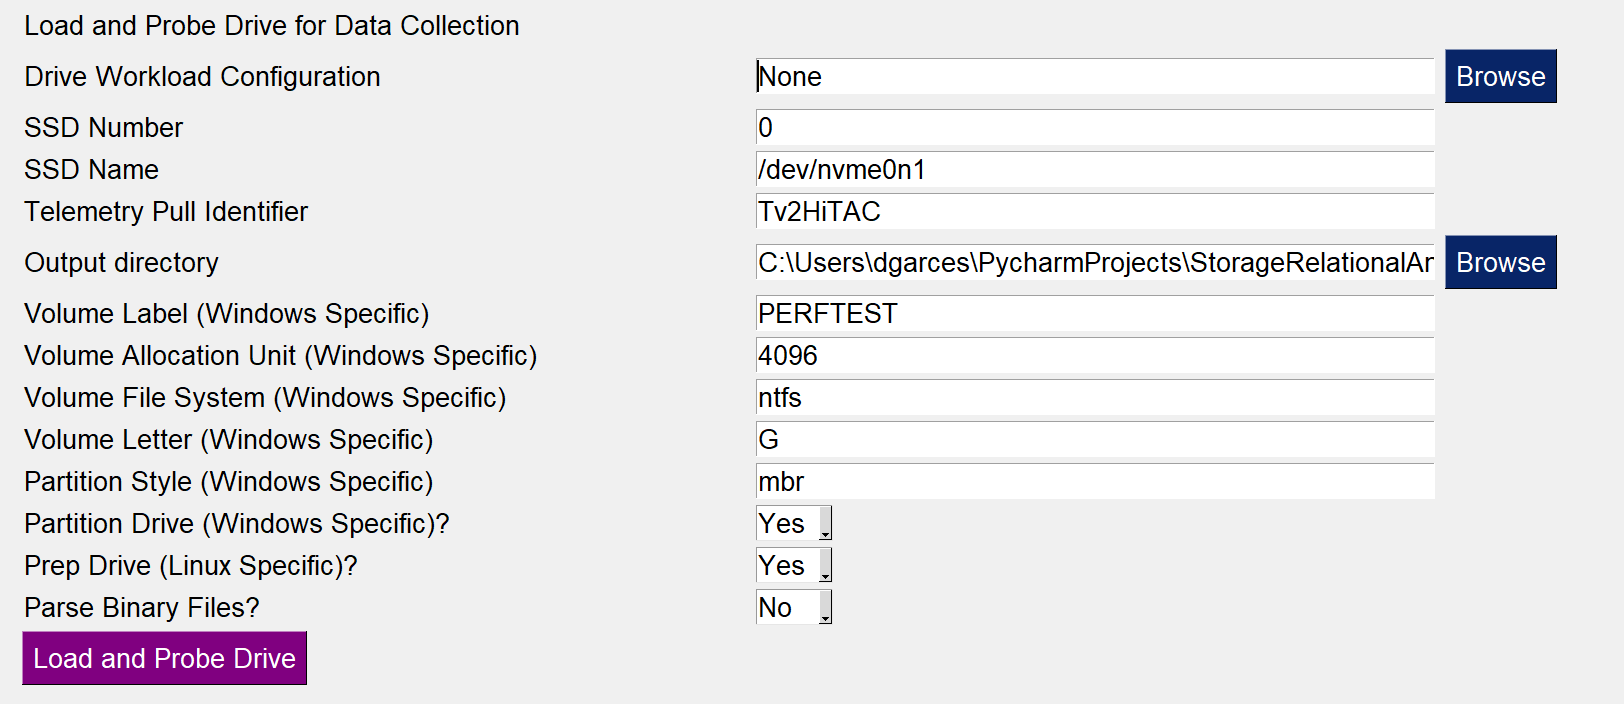 Load and Probe Drive for Data Collection
Drive Workload Configuration None Browse
SSD Number 0
SSD Name /dev/nvme0n1
Telemetry Pull Identifier Tv2HiTAC
Output directory C:\Users\dgarces\PycharmProjects\StorageRelationalAr Browse
Volume Label (Windows Specific) PERFTEST
Volume Allocation Unit (Windows Specific) 4096
Volume File System (Windows Specific) ntfs
Volume Letter (Windows Specific) G
Partition Style (Windows Specific) mbr
Partition Drive (Windows Specific)? Yes
Prep Drive (Linux Specific)? Yes
Parse Binary Files? No
Load and Probe Drive